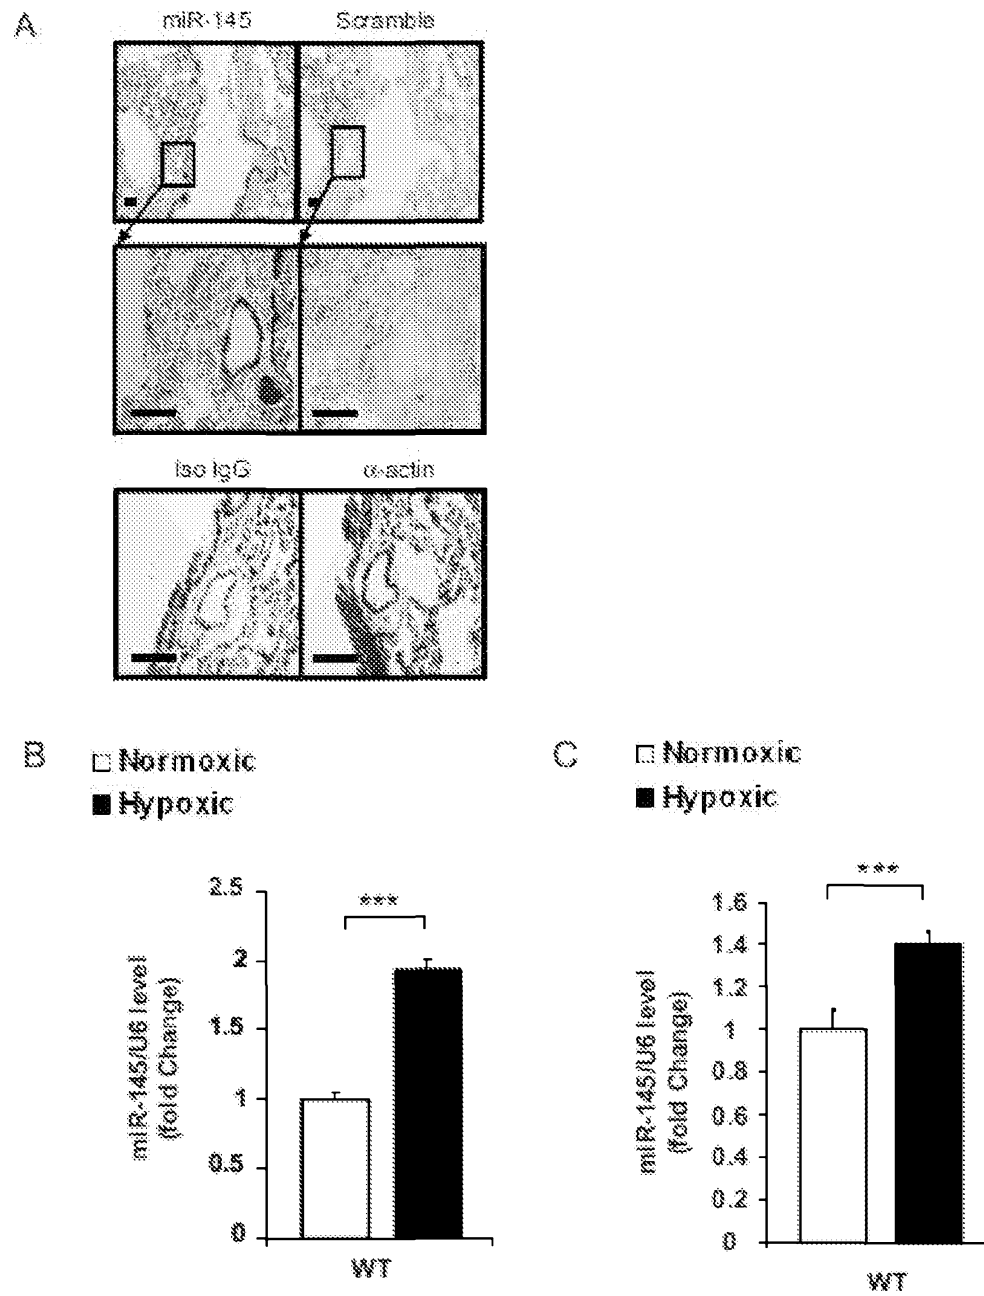 A
miR-145 Scramble
Iso IgG α-actin
B
Normoxic
Hypoxic
2.5
2
1.5
1
0.5
0
miR-145/U6 level
(fold Change)
***
WT
C
Normoxic
Hypoxic
1.6
1.4
1.2
1
0.8
0.6
0.4
0.2
0
miR-145/U6 level
(fold Change)
***
WT